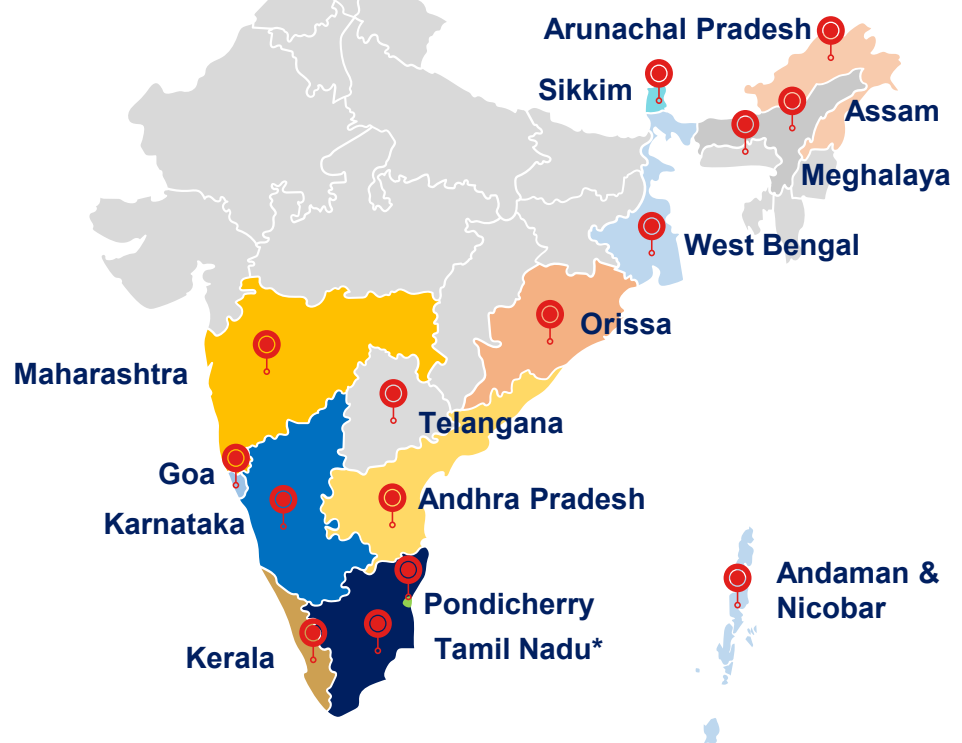 Arunachal Pradesh
Sikkim
Assam
Meghalaya
West Bengal
Orissa
Maharashtra
Telangana
Goa
Andhra Pradesh
Karnataka
Andaman &
Nicobar
Pondicherry
Tamil Nadu*
Kerala